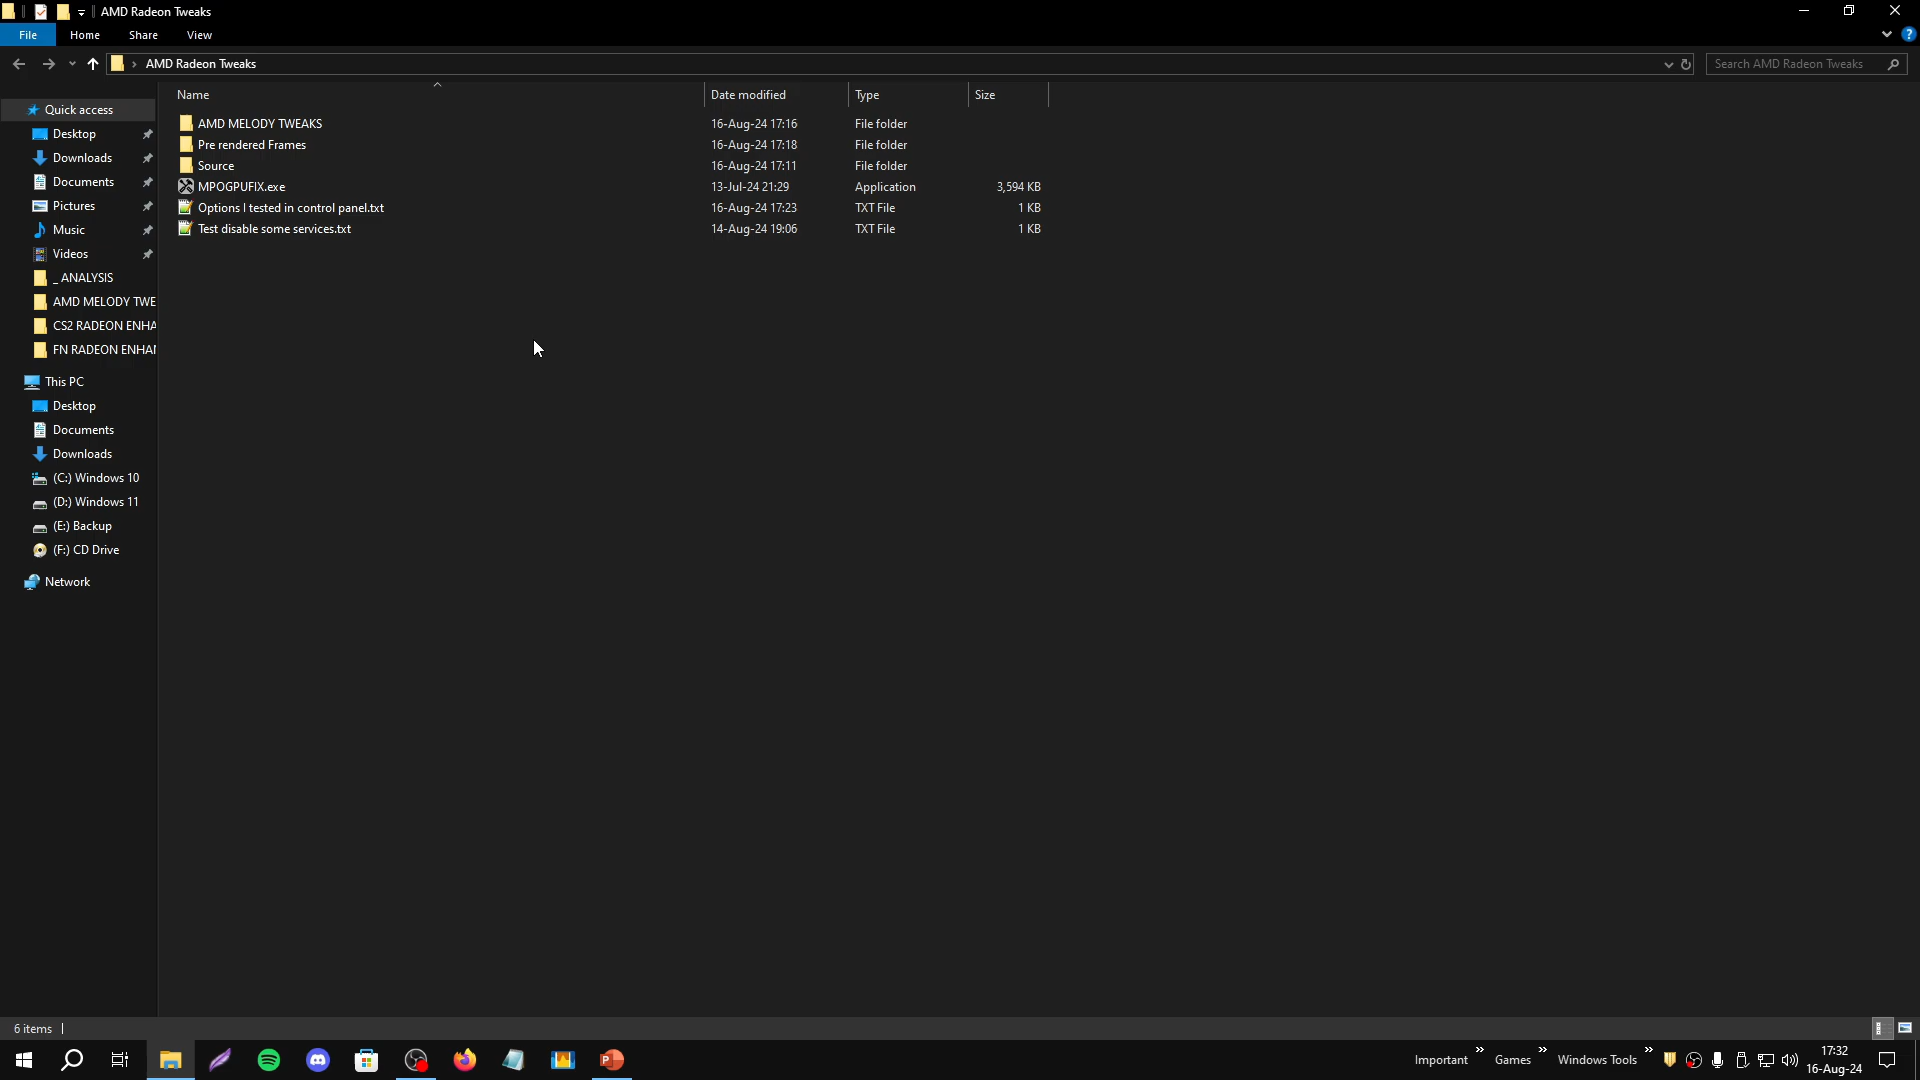 AMD Radeon Tweaks
File Home Share View
AMD Radeon Tweaks
Search AMD Radeon Tweaks
Name Date modified Type Size
AMD MELODY TWEAKS 16-Aug-24 17:16 File folder
Pre rendered Frames 16-Aug-24 17:18 File folder
Source 16-Aug-24 17:11 File folder
MPOGPUFIX.exe 13-Jul-24 21:29 Application 3,594 KB
Options I tested in control panel.txt 16-Aug-24 17:23 TXT File 1 KB
Test disable some services.txt 14-Aug-24 19:06 TXT File 1 KB
Quick access
Desktop
Downloads
Documents
Pictures
Music
Videos
_ ANALYSIS
AMD MELODY TWE
CS2 RADEON ENHA
FN RADEON ENHAN
This PC
Desktop
Documents
Downloads
(C:) Windows 10
(D:) Windows 11
(E:) Backup
(F:) CD Drive
Network
6 items
Important » Games » Windows Tools » 17:32
16-Aug-24